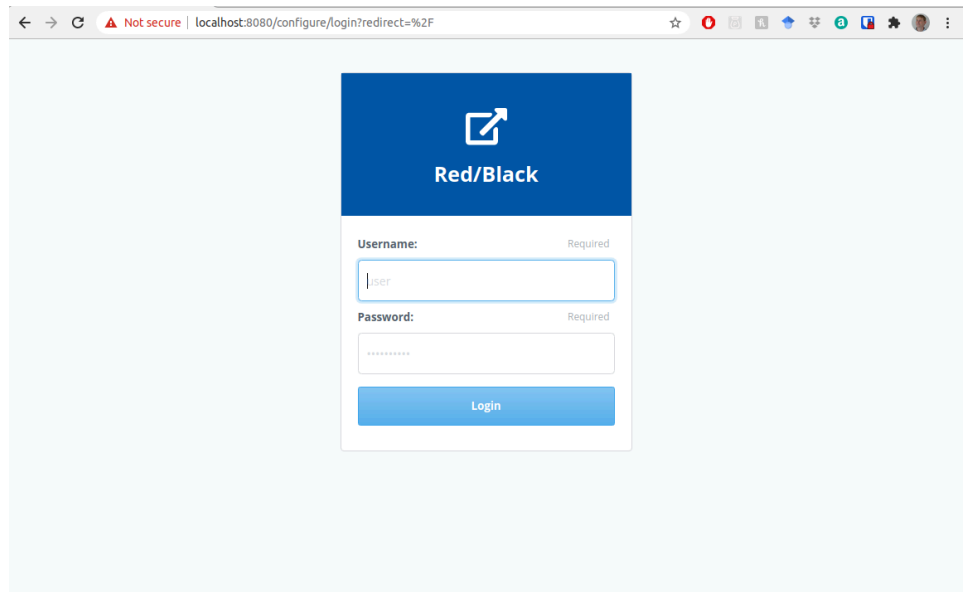 Not secure | localhost:8080/configure/login?redirect=%2F
Red/Black
Username: Required
user
Password: Required
Login